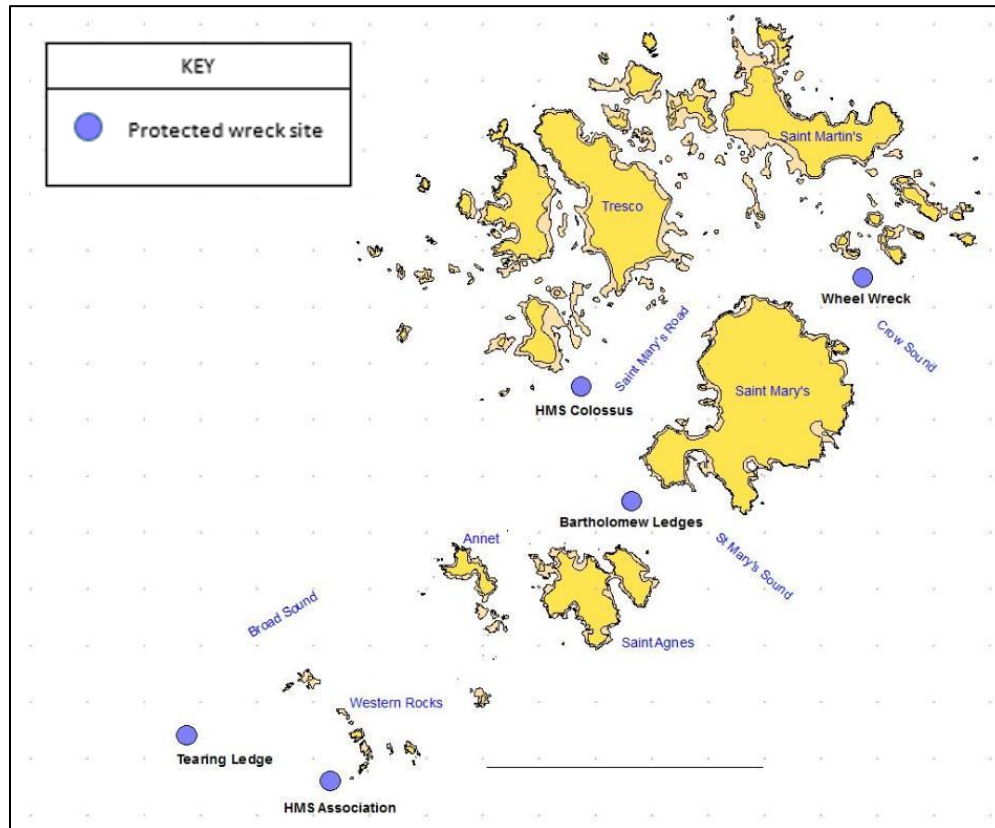 KEY
Protected wreck site
Saint Martin's
Tresco
Wheel Wreck
Crow Sound
Saint Mary's Road
HMS Colossus
Saint Mary's
Bartholomew Ledges
St Mary's Sound
Annet
Broad Sound
Saint Agnes
Western Rocks
Tearing Ledge
HMS Association